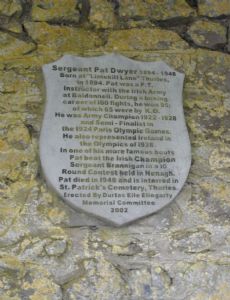 Sergeant Pat Dwyer 1894 - 1948
Born at "Limekiln Lane" Thurles,
in 1894. Pat was a P.T.
Instructor with the Irish Army
at Baldonnell. During a boxing
career of 100 fights, he won 95;
of which 65 were by K.O.
He was Army Champion 1922 - 1928
and Semi - Finalist in
the 1924 Paris Olympic Games.
He also represented Ireland in
the Olympics of 1928.
In one of his more famous bouts
Pat beat the Irish Champion
Sergeant Brannigan in a 10
Round Contest held in Nenagh.
Pat died in 1948 and is interred in
St. Patrick's Cemetery, Thurles.
Erected By Durlas Eile Eliogarty
Memorial Committee
2002